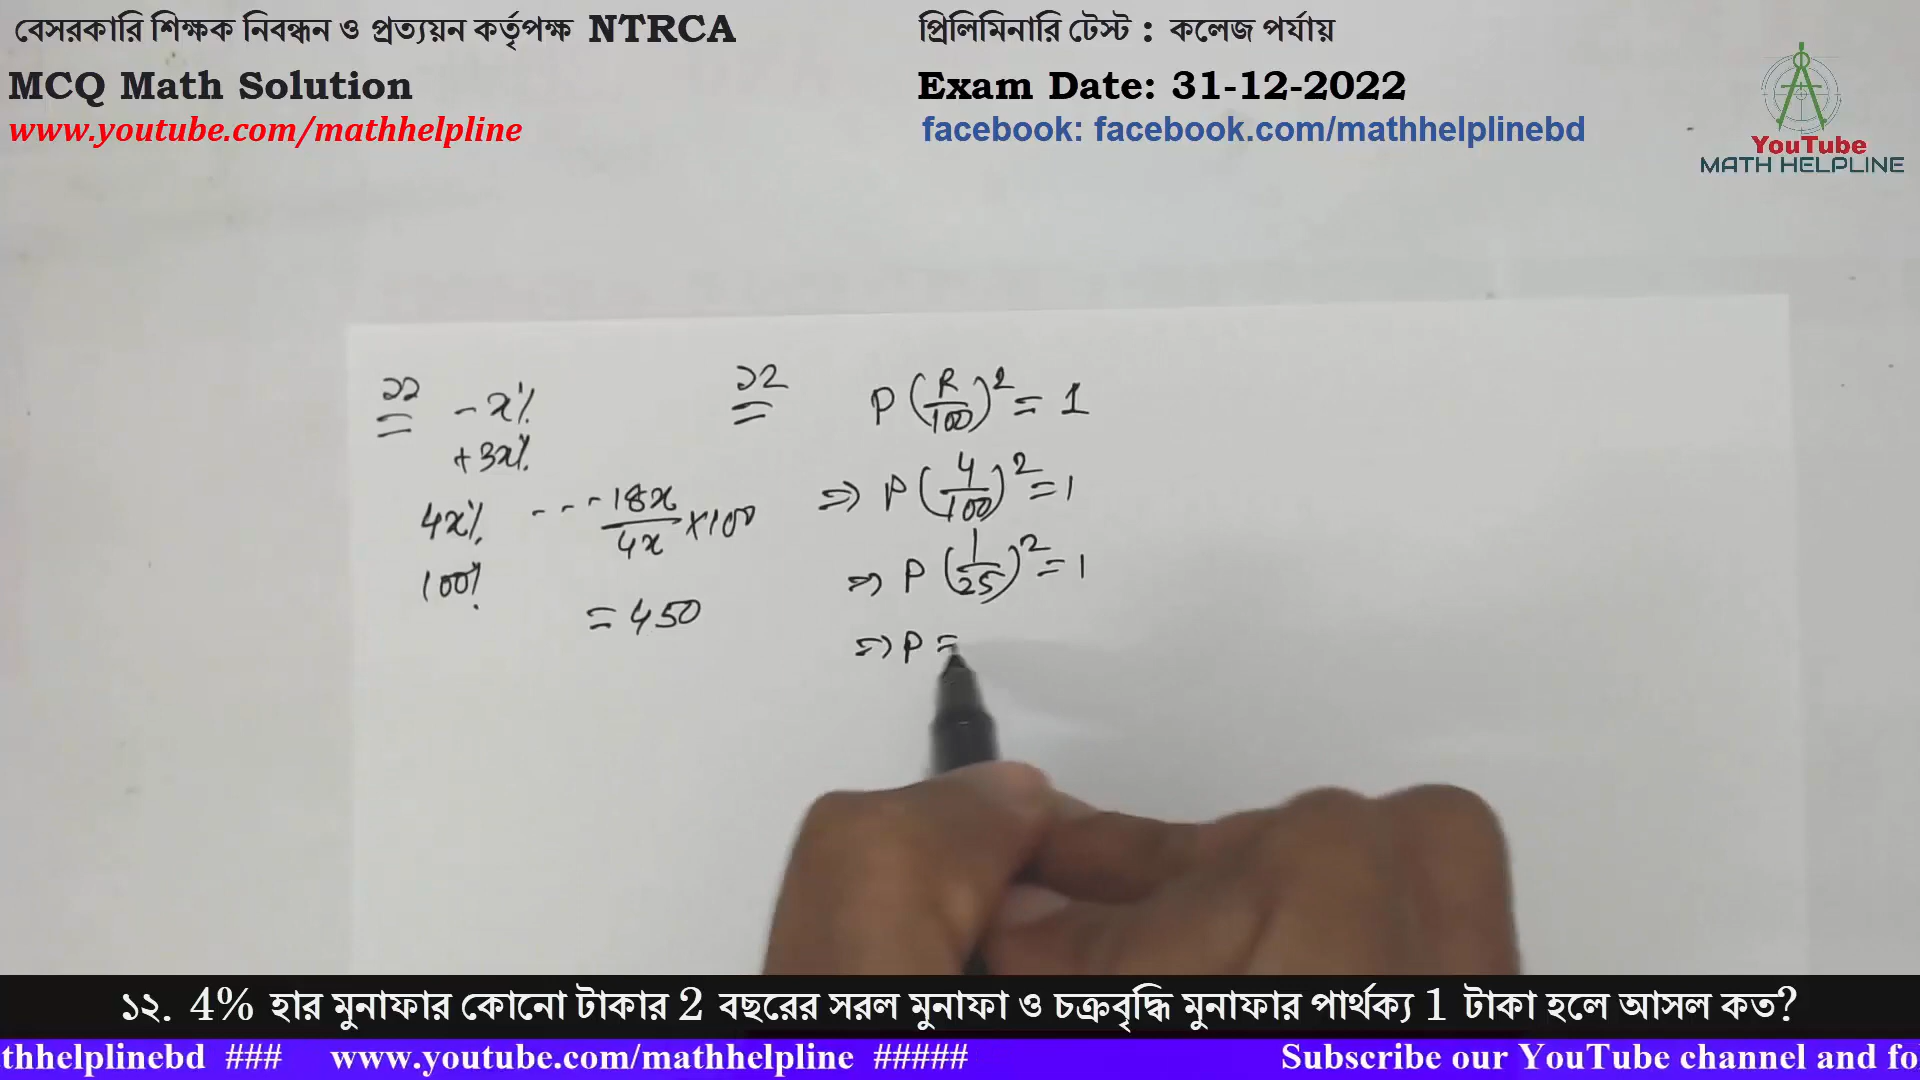 বেসরকারি শিক্ষক নিবন্ধন ও প্রত্যয়ন কর্তৃপক্ষ NTRCA
প্রিলিমিনারি টেস্ট : কলেজ পর্যায়
MCQ Math Solution
Exam Date: 31-12-2022
www.youtube.com/mathhelpline
facebook: facebook.com/mathhelplinebd
YouTube
MATH HELPLINE
১১ - x%
+ 3x%
4x% - - - 18x/4x × 100
100%
= 450
১২ P(R/100)² = 1
⇒ P(4/100)² = 1
⇒ P(1/25)² = 1
⇒ P =
১২. 4% হার মুনাফার কোনো টাকার 2 বছরের সরল মুনাফা ও চক্রবৃদ্ধি মুনাফার পার্থক্য 1 টাকা হলে আসল কত?
thhelplinebd ### www.youtube.com/mathhelpline ##### Subscribe our YouTube channel and fo